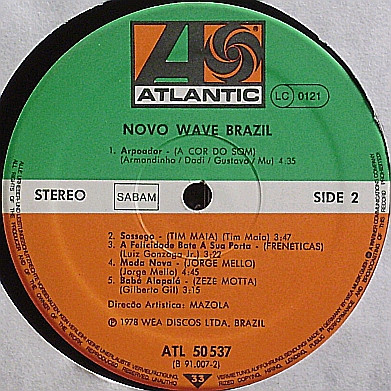 ATLANTIC
LC 0121
NOVO WAVE BRAZIL
1. Arpoador - (A COR DO SOM)
(Armandinho / Dadi / Gustavo / Mu) 4:35
STEREO
SABAM
SIDE 2
2. Sossego - (TIM MAIA) (Tim Maia) 3:47
3. A Felicidade Bate A Sua Porta - (FRENETICAS)
(Luiz Gonzaga Jr.) 3:22
4. Moda Nova - (JORGE MELLO)
(Jorge Mello) 4:45
5. Babá Alapalá - (ZEZE MOTTA)
(Gilberto Gil) 3:15
Direcão Artistica: MAZOLA
℗ 1978 WEA DISCOS LTDA, BRAZIL
ATL 50 537
(B 91.007-2)
33